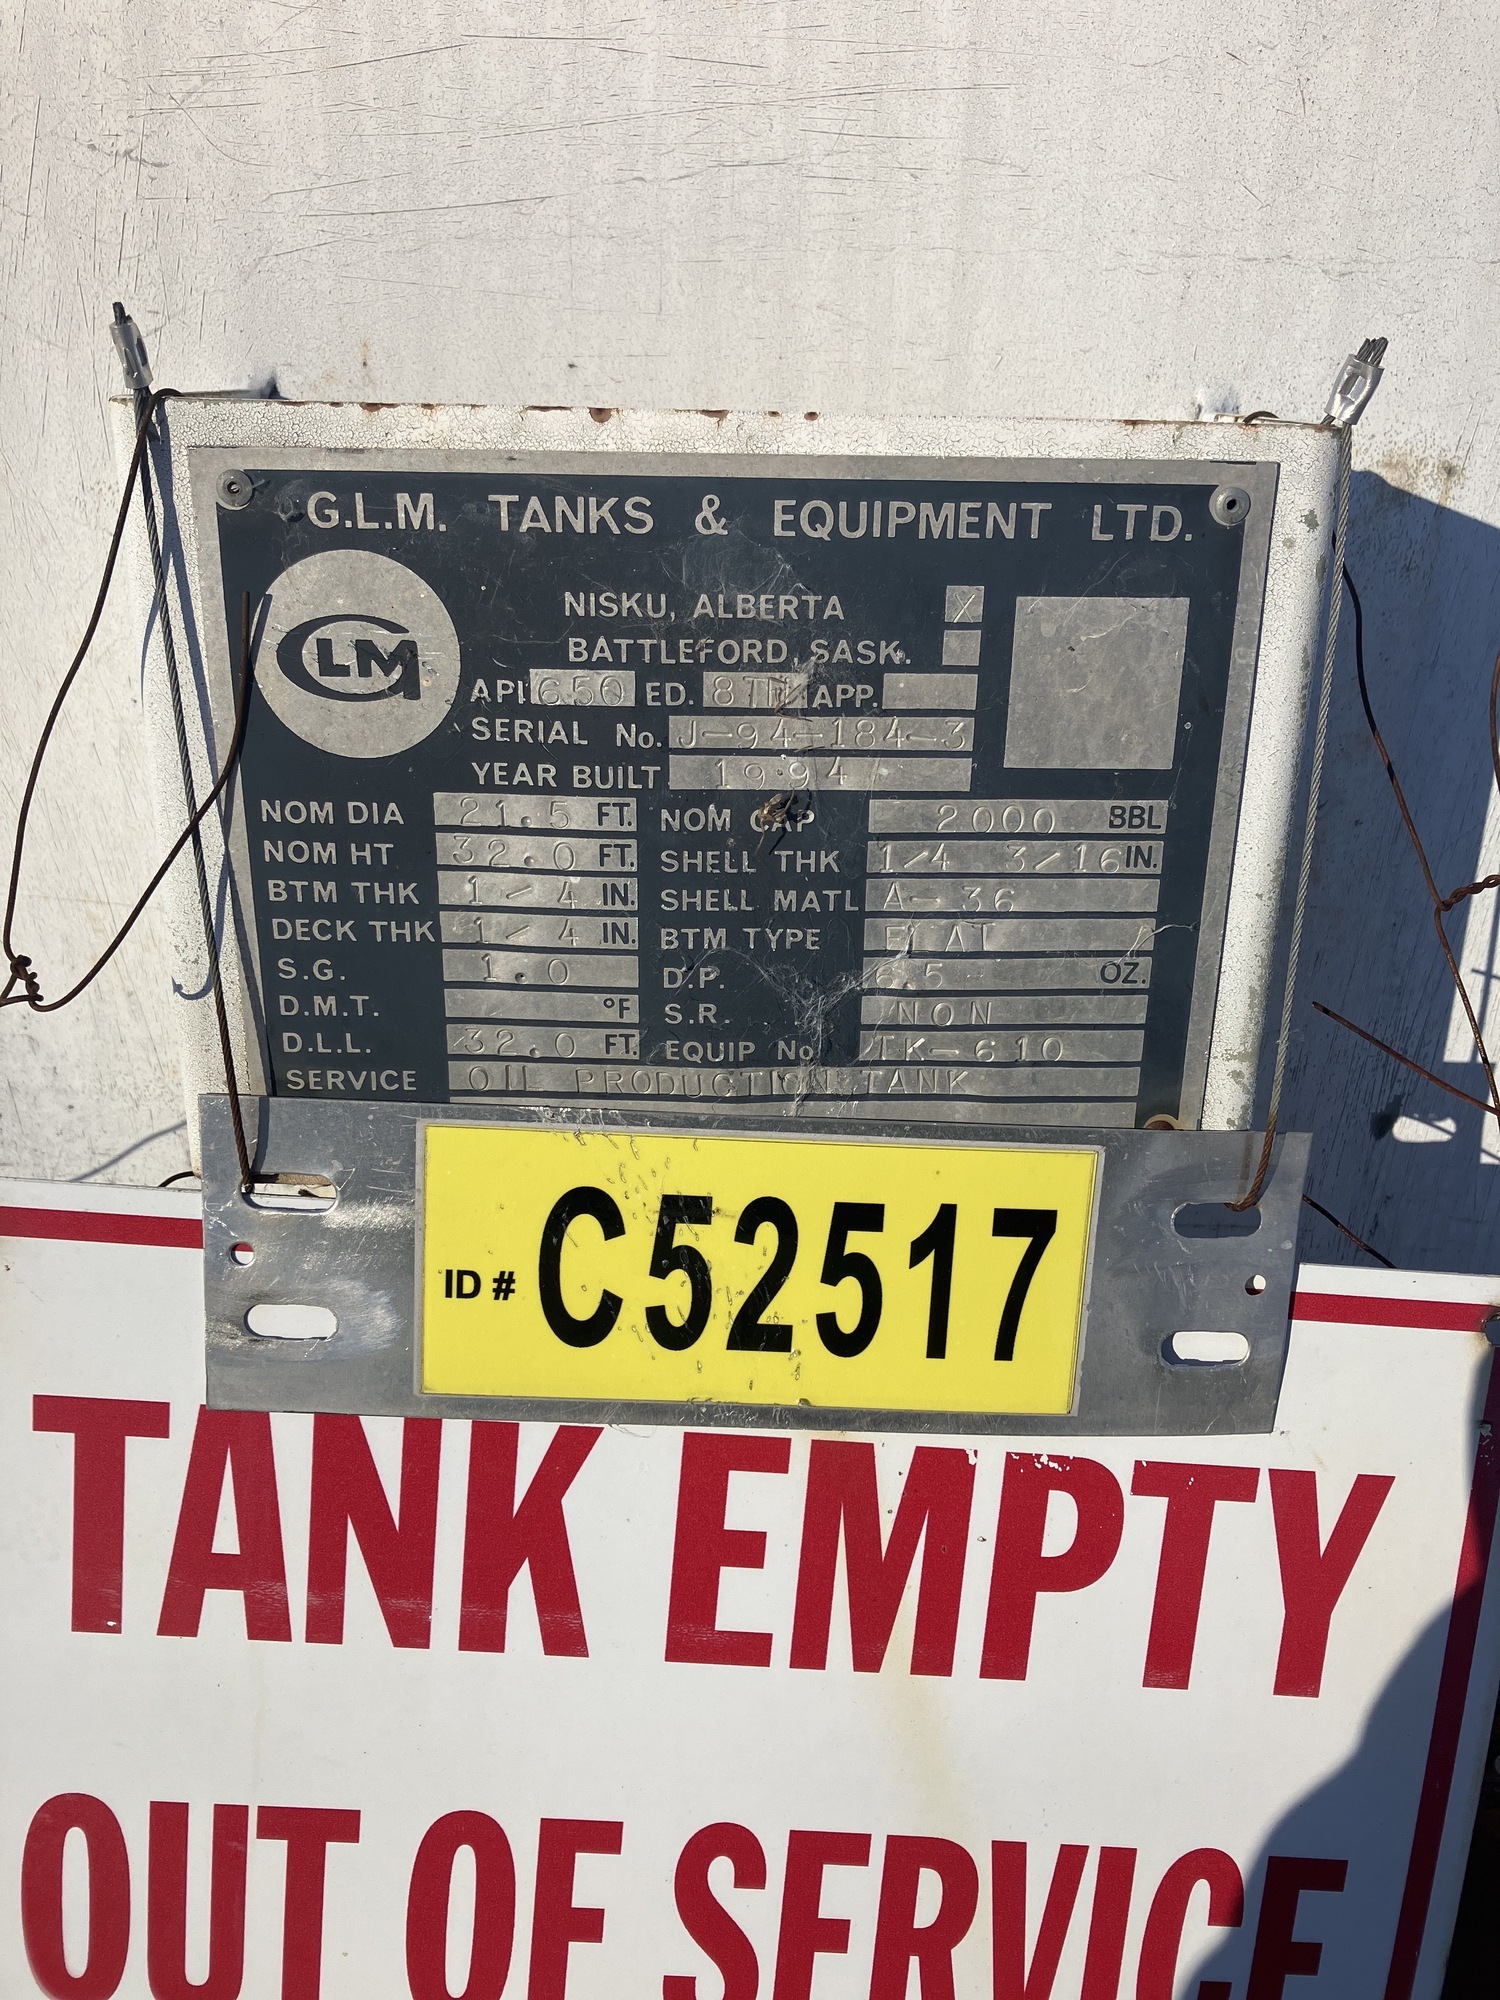 G.L.M. TANKS & EQUIPMENT LTD.
GLM
NISKU, ALBERTA X
BATTLEFORD, SASK.
API 650 ED. 8TH APP.
SERIAL No. J-94-184-3
YEAR BUILT 1994
NOM DIA 21.5 FT. NOM CAP 2000 BBL
NOM HT 32.0 FT. SHELL THK 1/4 3/16 IN.
BTM THK 1/4 IN. SHELL MATL A-36
DECK THK 1/4 IN. BTM TYPE FLAT
S.G. 1.0 D.P. 6.5 OZ.
D.M.T. °F S.R. NON
D.L.L. 32.0 FT. EQUIP No. TK-610
SERVICE OIL PRODUCTION TANK
ID # C52517
TANK EMPTY
OUT OF SERVICE